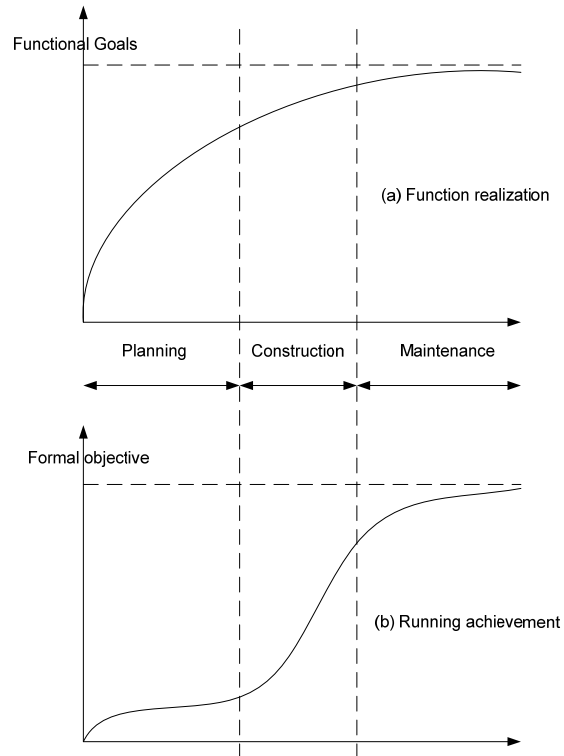 Functional Goals
(a) Function realization
Planning
Construction
Maintenance
Formal objective
(b) Running achievement